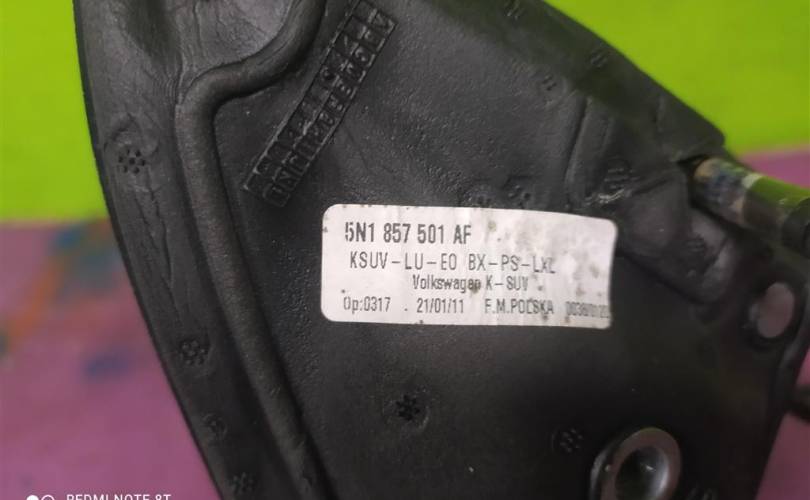 5N1 857 501 AF
KSUV-LU-EO BX-PS-LXL
Volkswagen K-SUV
Op:0317 . 21/01/11 F.M.POLSKA
REDMI NOTE 8T